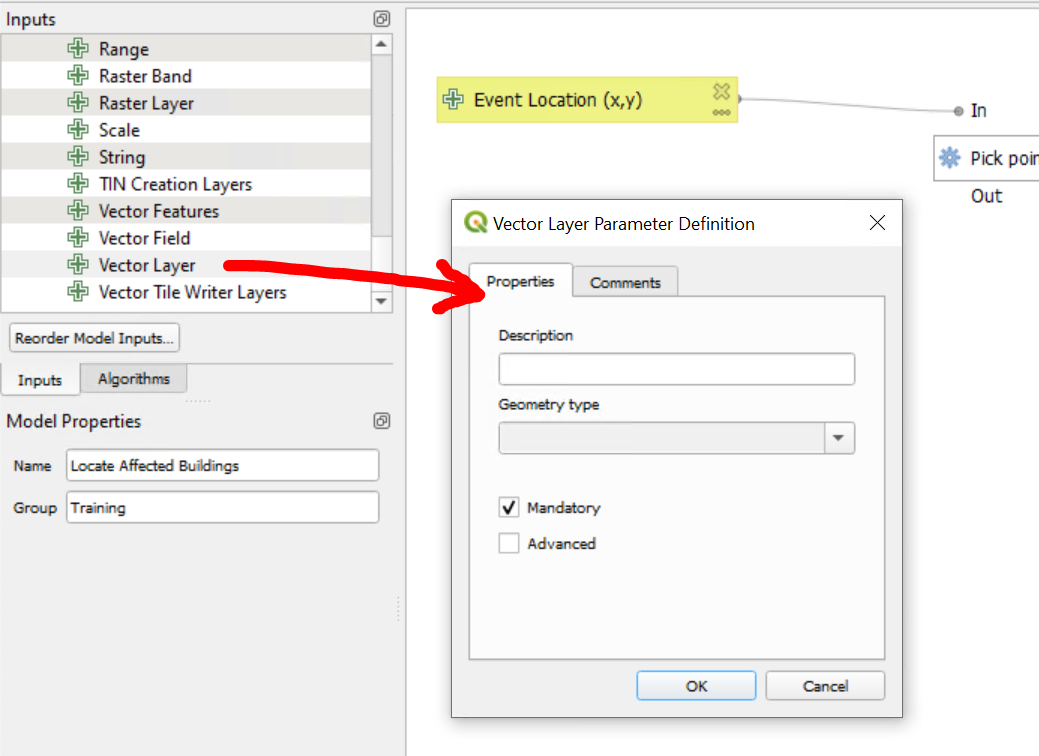 Inputs
Range
Raster Band
Raster Layer
Scale
String
TIN Creation Layers
Vector Features
Vector Field
Vector Layer
Vector Tile Writer Layers
Reorder Model Inputs...
Inputs
Algorithms
Model Properties
Name
Locate Affected Buildings
Group
Training
Event Location (x,y)
In
Pick poin
Out
Vector Layer Parameter Definition
Properties
Comments
Description
Geometry type
Mandatory
Advanced
OK
Cancel